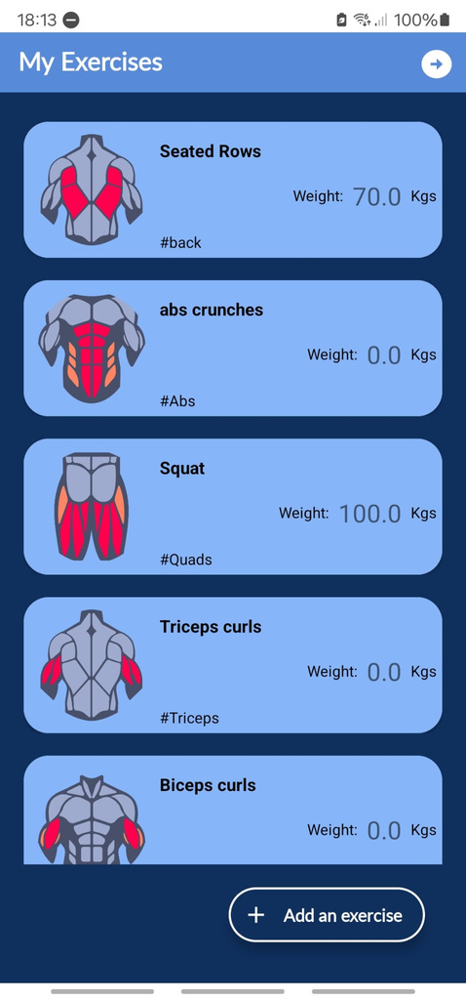 18:13 100%
My Exercises
Seated Rows
Weight: 70.0 Kgs
#back
abs crunches
Weight: 0.0 Kgs
#Abs
Squat
Weight: 100.0 Kgs
#Quads
Triceps curls
Weight: 0.0 Kgs
#Triceps
Biceps curls
Weight: 0.0 Kgs
+ Add an exercise